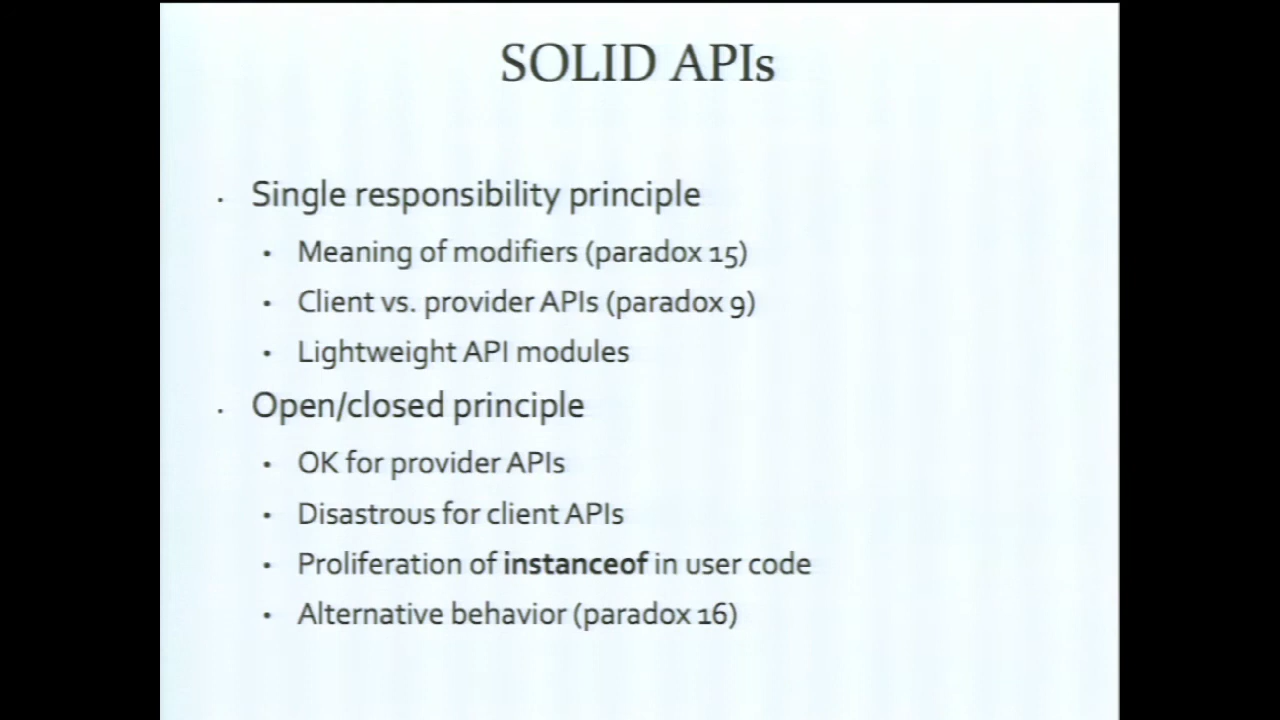 SOLID APIs
Single responsibility principle
Meaning of modifiers (paradox 15)
Client vs. provider APIs (paradox 9)
Lightweight API modules
Open/closed principle
OK for provider APIs
Disastrous for client APIs
Proliferation of instanceof in user code
Alternative behavior (paradox 16)